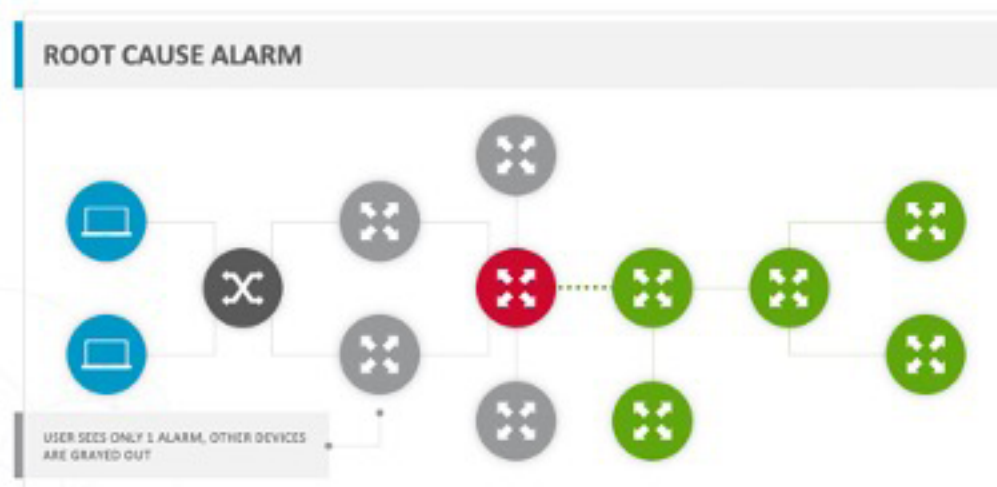 ROOT CAUSE ALARM
USER SEES ONLY 1 ALARM, OTHER DEVICES
ARE GRAYED OUT